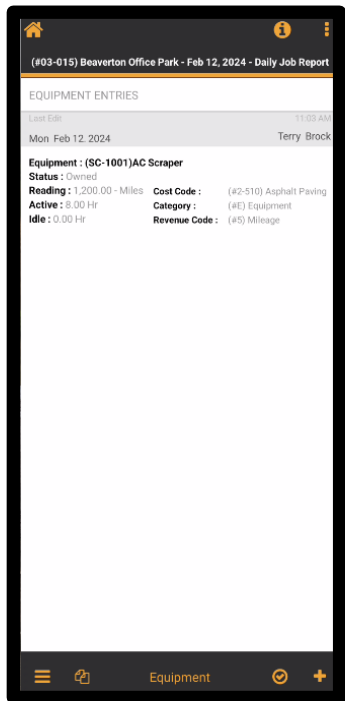 (#03-015) Beaverton Office Park - Feb 12, 2024 - Daily Job Report
EQUIPMENT ENTRIES
Last Edit 11:03 AM
Mon Feb 12. 2024 Terry Brock
Equipment : (SC-1001)AC Scraper
Status : Owned
Reading : 1,200.00 - Miles Cost Code : (#2-510) Asphalt Paving
Active : 8.00 Hr Category : (#E) Equipment
Idle : 0.00 Hr Revenue Code : (#5) Mileage
Equipment